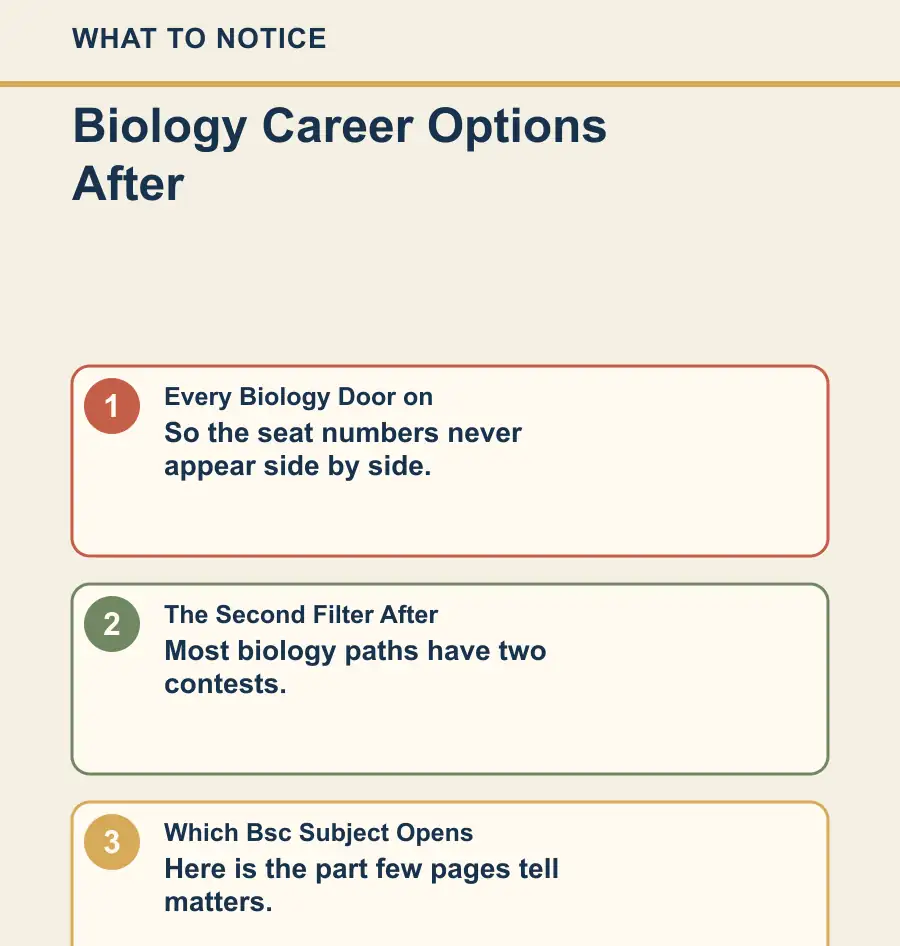 WHAT TO NOTICE
Biology Career Options
After
1
Every Biology Door on
So the seat numbers never
appear side by side.
2
The Second Filter After
Most biology paths have two
contests.
3
Which Bsc Subject Opens
Here is the part few pages tell
matters.